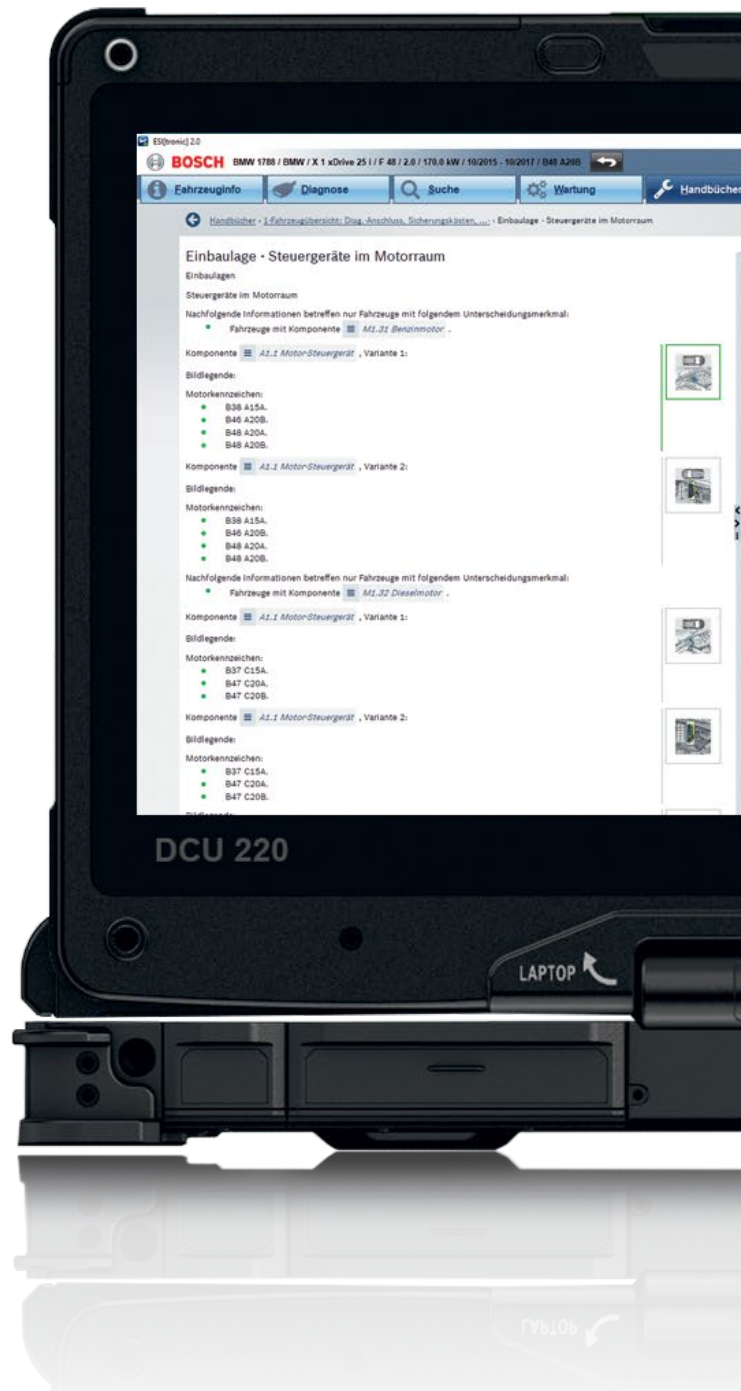 ESI[tronic] 2.0
BOSCH BMW 1788 / BMW / X 1 xDrive 25 i / F 48 / 2.0 / 170.0 kW / 10/2015 - 10/2017 / B48 A20B
Fahrzeuginfo Diagnose Suche Wartung Handbücher
Handbücher › 1-Fahrzeugübersicht: Diag.-Anschluss, Sicherungskästen, ...: › Einbaulage - Steuergeräte im Motorraum
Einbaulage - Steuergeräte im Motorraum
Einbaulagen
Steuergeräte im Motorraum
Nachfolgende Informationen betreffen nur Fahrzeuge mit folgendem Unterscheidungsmerkmal:
Fahrzeuge mit Komponente M1.31 Benzinmotor .
Komponente A1.1 Motor-Steuergerät , Variante 1:
Bildlegende:
Motorkennzeichen:
B38 A15A.
B46 A20B.
B48 A20A.
B48 A20B.
Komponente A1.1 Motor-Steuergerät , Variante 2:
Bildlegende:
Motorkennzeichen:
B38 A15A.
B46 A20B.
B48 A20A.
B48 A20B.
Nachfolgende Informationen betreffen nur Fahrzeuge mit folgendem Unterscheidungsmerkmal:
Fahrzeuge mit Komponente M1.32 Dieselmotor .
Komponente A1.1 Motor-Steuergerät , Variante 1:
Bildlegende:
Motorkennzeichen:
B37 C15A.
B47 C20A.
B47 C20B.
Komponente A1.1 Motor-Steuergerät , Variante 2:
Bildlegende:
Motorkennzeichen:
B37 C15A.
B47 C20A.
B47 C20B.
DCU 220
LAPTOP